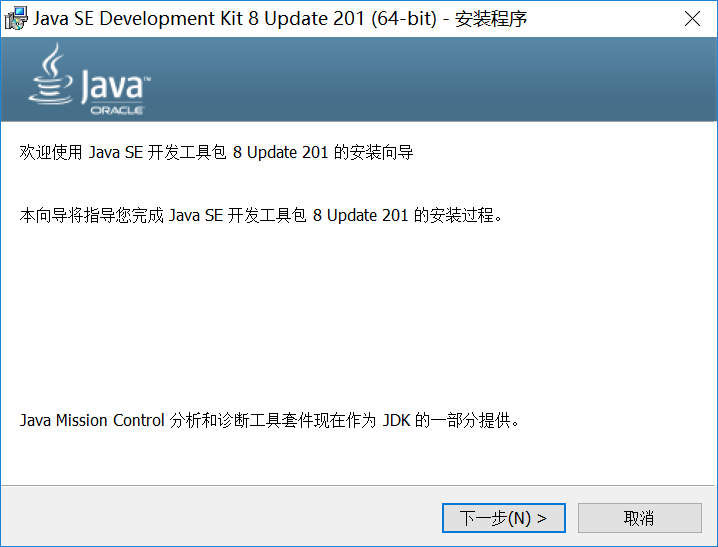 Java SE Development Kit 8 Update 201 (64-bit) - 安装程序
Java™
ORACLE
欢迎使用 Java SE 开发工具包 8 Update 201 的安装向导
本向导将指导您完成 Java SE 开发工具包 8 Update 201 的安装过程。
Java Mission Control 分析和诊断工具套件现在作为 JDK 的一部分提供。
下一步(N) >
取消